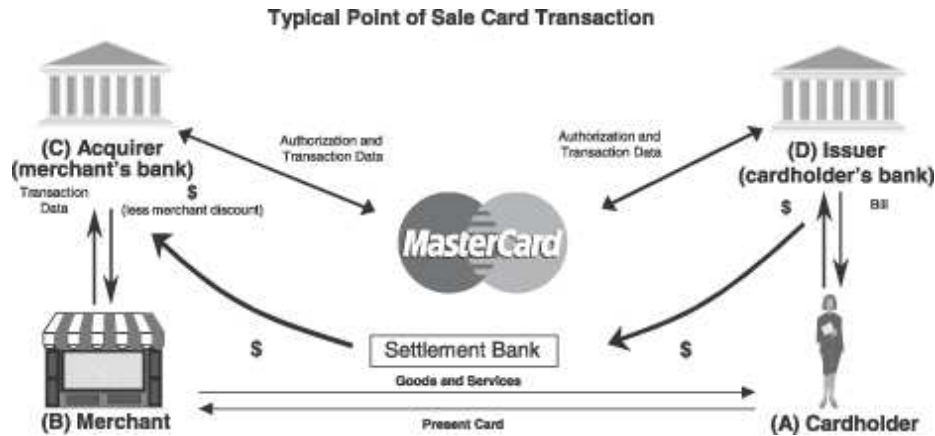 Typical Point of Sale Card Transaction
(C) Acquirer
(merchant's bank)
Transaction
Data
$
(less merchant discount)
Authorization and
Transaction Data
Authorization and
Transaction Data
(D) Issuer
(cardholder's bank)
$
Bill
MasterCard
$
Settlement Bank
$
Goods and Services
Present Card
(B) Merchant
(A) Cardholder